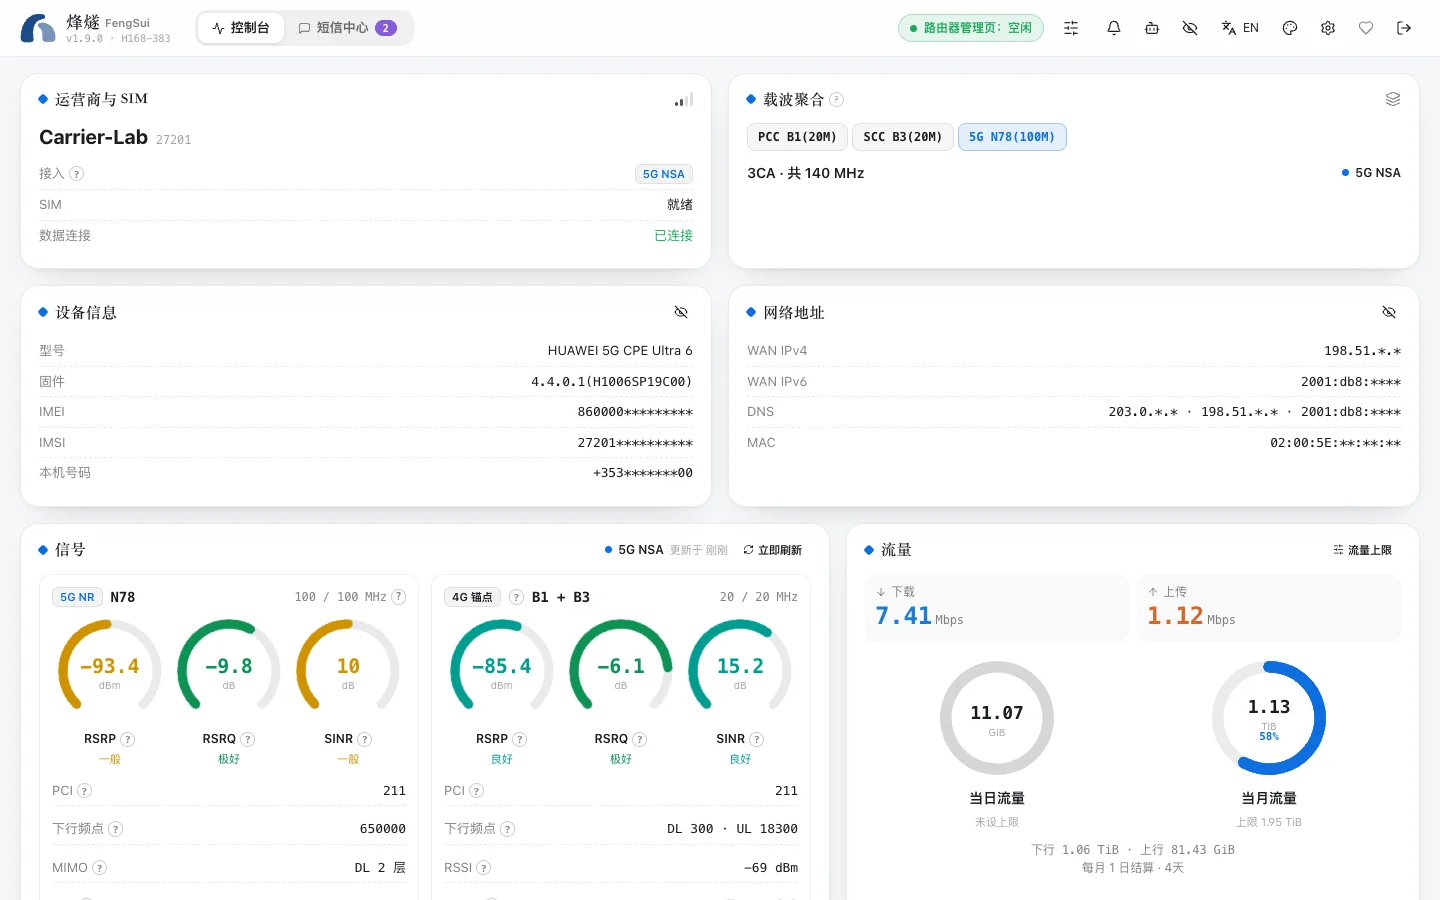 烽燧 FengSui
v1.9.0 · H168-383
控制台
短信中心 2
路由器管理页：空闲
EN
运营商与 SIM
Carrier-Lab 27201
接入 ?
5G NSA
SIM
就绪
数据连接
已连接
载波聚合 ?
PCC B1(20M)
SCC B3(20M)
5G N78(100M)
3CA · 共 140 MHz
5G NSA
设备信息
型号
HUAWEI 5G CPE Ultra 6
固件
4.4.0.1(H1006SP19C00)
IMEI
860000*********
IMSI
27201**********
本机号码
+353*******00
网络地址
WAN IPv4
198.51.*.*
WAN IPv6
2001:db8:****
DNS
203.0.*.* · 198.51.*.* · 2001:db8:****
MAC
02:00:5E:**:**:**
信号
5G NSA 更新于 刚刚
立即刷新
5G NR N78
100 / 100 MHz ?
-93.4
dBm
-9.8
dB
10
dB
RSRP ?
RSRQ ?
SINR ?
一般
极好
一般
PCI ?
211
下行频点 ?
650000
MIMO ?
DL 2 层
4G 锚点 ? B1 + B3
20 / 20 MHz
-85.4
dBm
-6.1
dB
15.2
dB
RSRP ?
RSRQ ?
SINR ?
良好
极好
良好
PCI ?
211
下行频点 ?
DL 300 · UL 18300
RSSI ?
-69 dBm
流量
流量上限
↓ 下载
7.41 Mbps
↑ 上传
1.12 Mbps
11.07
GiB
当日流量
未设上限
1.13
TiB
58%
当月流量
上限 1.95 TiB
下行 1.06 TiB · 上行 81.43 GiB
每月 1 日结算 · 4天